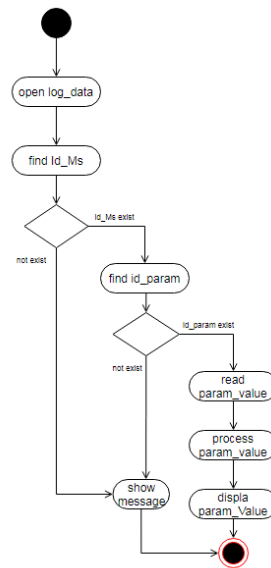 open log_data
find Id_Ms
Id_Ms exist
not exist
find id_param
Id_param exist
not exist
read
param_value
process
param_value
show
message
displa
param_Value